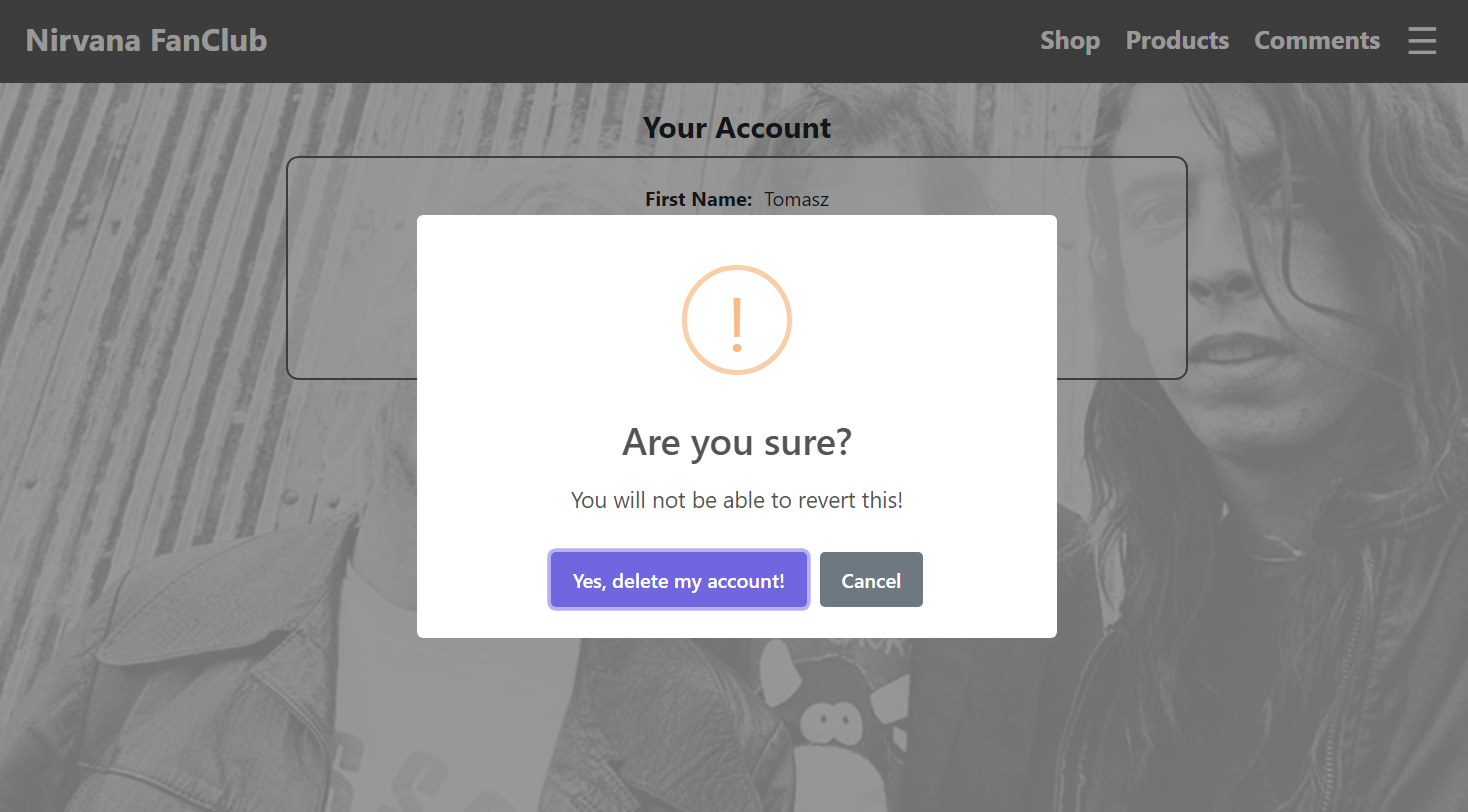 Nirvana FanClub
Shop Products Comments
Your Account
First Name: Tomasz
!
Are you sure?
You will not be able to revert this!
Yes, delete my account! Cancel